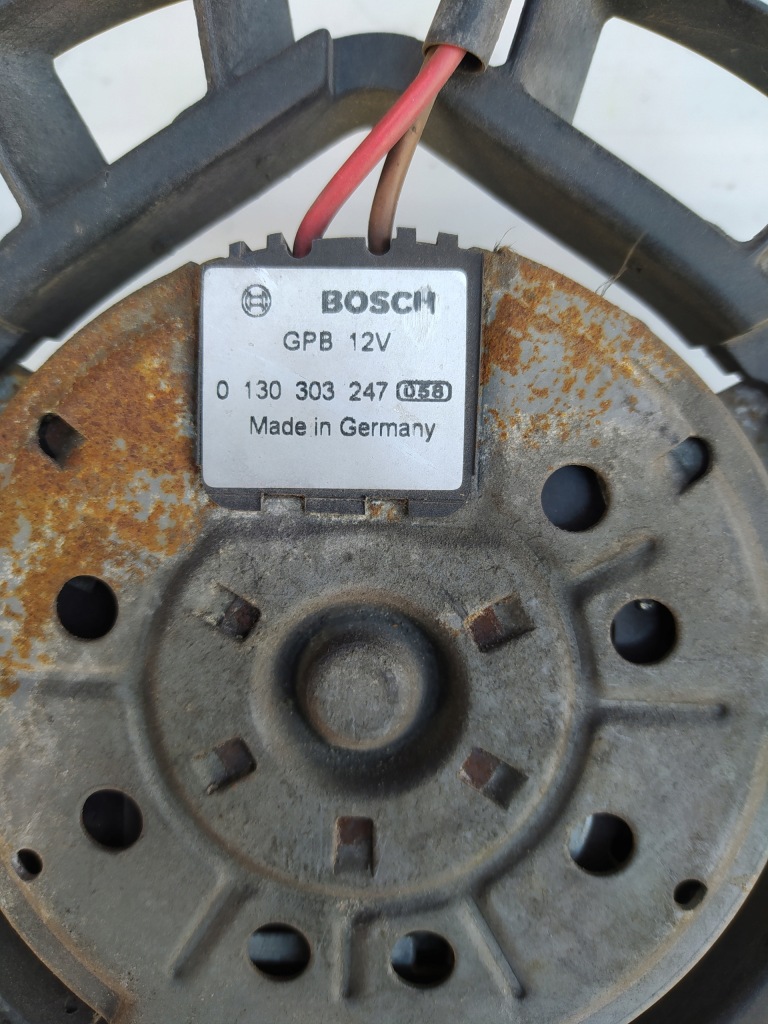 BOSCH
GPB 12V
0 130 303 247 058
Made in Germany